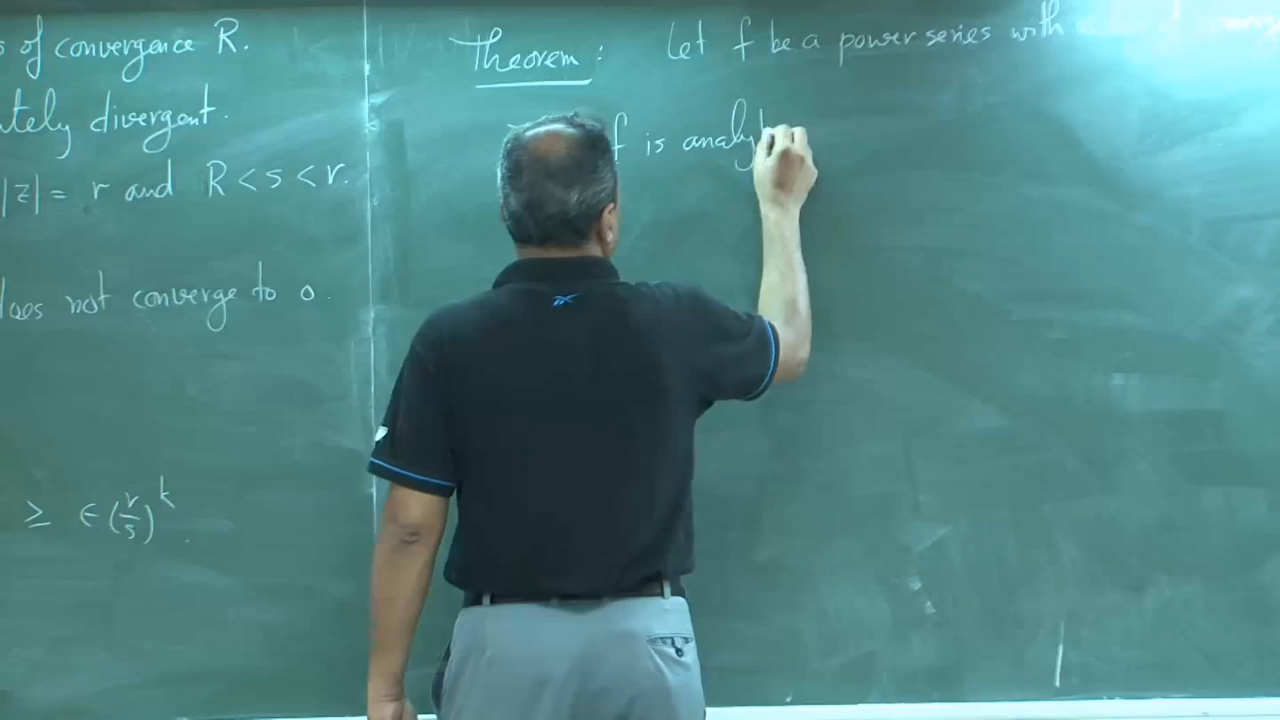 s of convergence R.
tely divergent.
|z| = r and R < s < r.
does not converge to 0.
≥ ∈ (r/s)^k.
Theorem: Let f be a power series with
f is analy